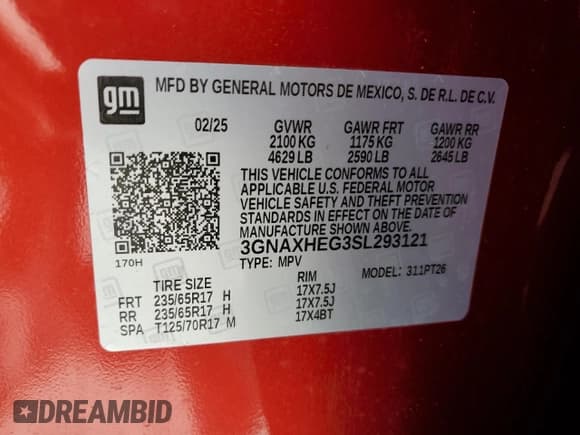 gm
MFD BY GENERAL MOTORS DE MEXICO, S. DE R.L. DE C.V.
02/25 GVWR GAWR FRT GAWR RR
2100 KG 1175 KG 1200 KG
4629 LB 2590 LB 2645 LB
THIS VEHICLE CONFORMS TO ALL
APPLICABLE U.S. FEDERAL MOTOR
VEHICLE SAFETY AND THEFT PREVENTION
STANDARDS IN EFFECT ON THE DATE OF
MANUFACTURE SHOWN ABOVE.
170H 3GNAXHEG3SL293121
TYPE: MPV MODEL: 311PT26
TIRE SIZE RIM
FRT 235/65R17 H 17X7.5J
RR 235/65R17 H 17X7.5J
SPA T125/70R17 M 17X4BT
DREAMBID